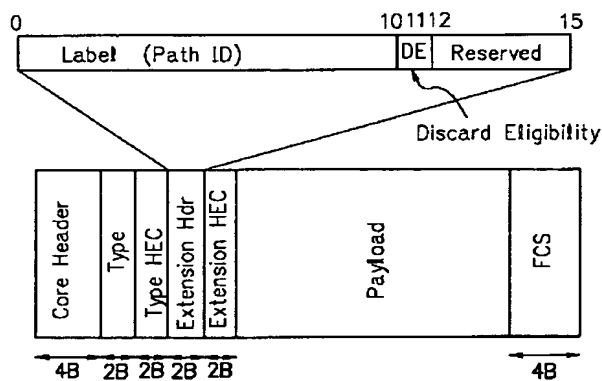 0 10 11 12 15
Label (Path ID) DE Reserved
Discard Eligibility
Core Header
Type
Type HEC
Extension Hdr
Extension HEC
Payload
FCS
4B 2B 2B 2B 2B 4B